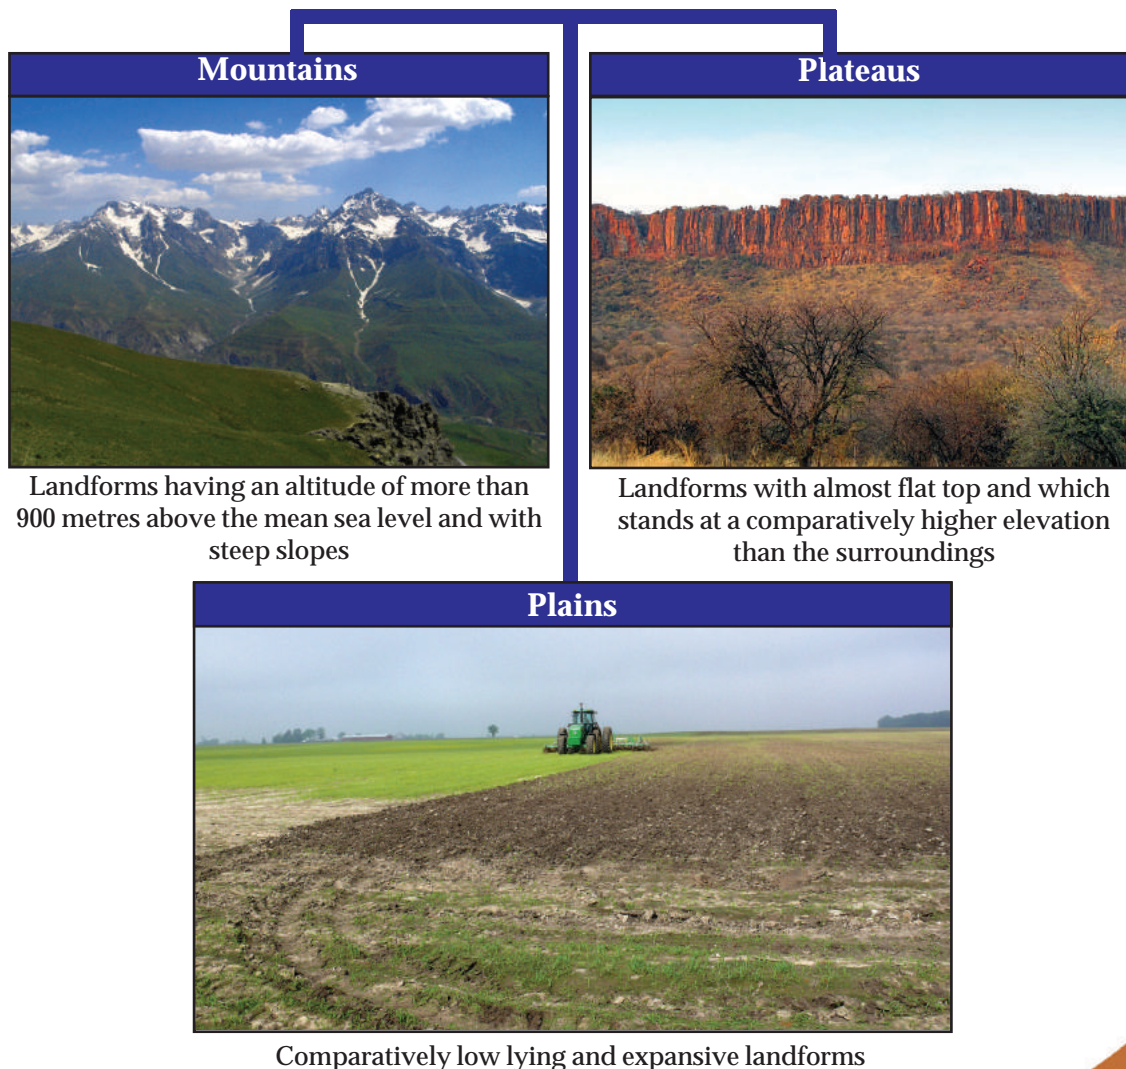 Mountains
Landforms having an altitude of more than
900 metres above the mean sea level and with
steep slopes
Plateaus
Landforms with almost flat top and which
stands at a comparatively higher elevation
than the surroundings
Plains
Comparatively low lying and expansive landforms